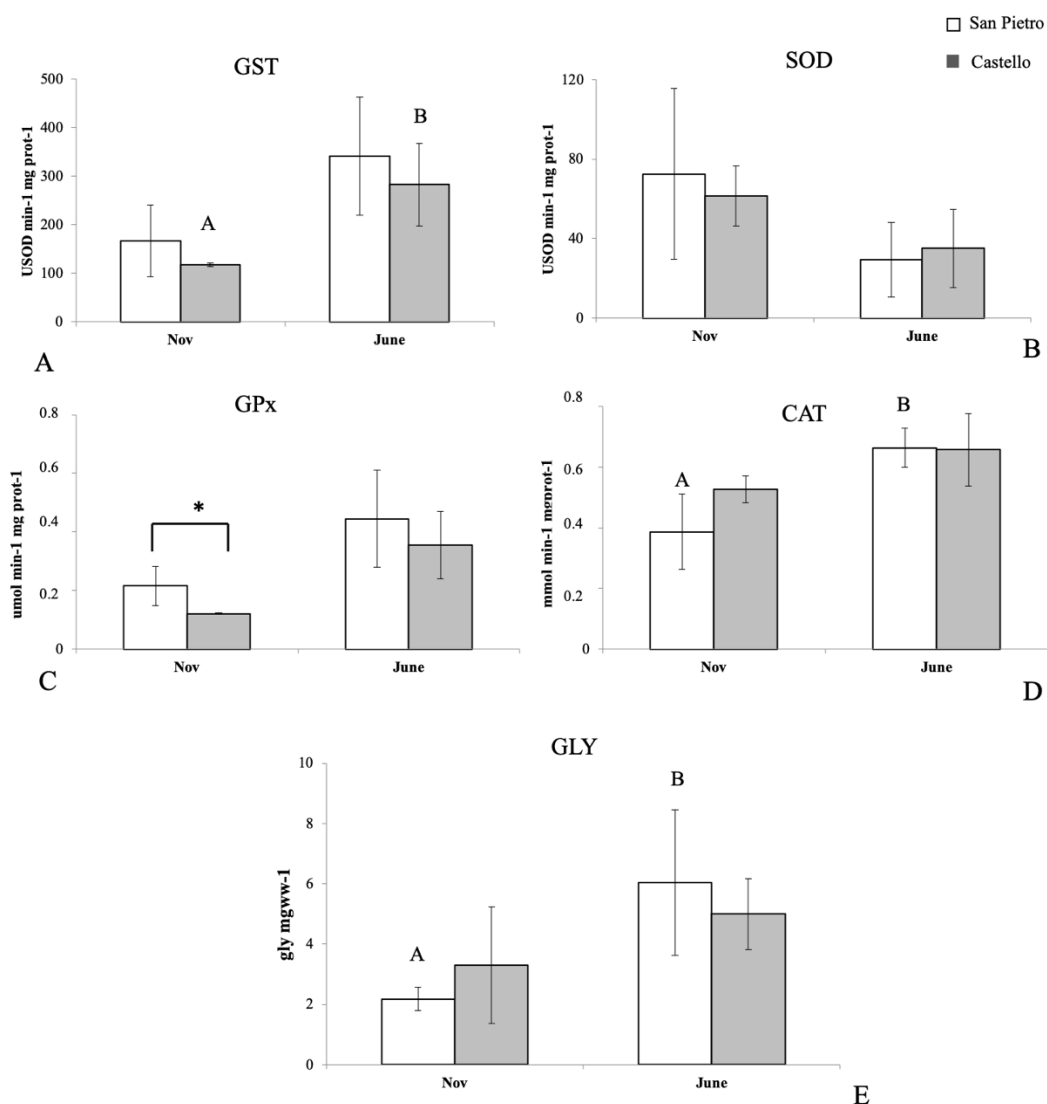 San Pietro
Castello
GST
USOD min-1 mg prot-1
500
400
300
200
100
0
A
B
Nov
June
A
SOD
USOD min-1 mg prot-1
120
80
40
0
Nov
June
B
GPx
umol min-1 mg prot-1
0.8
0.6
0.4
0.2
0
*
Nov
June
C
CAT
mmol min-1 mgprot-1
0.8
0.6
0.4
0.2
0
A
B
Nov
June
D
GLY
gly mgww-1
10
8
6
4
2
0
A
B
Nov
June
E